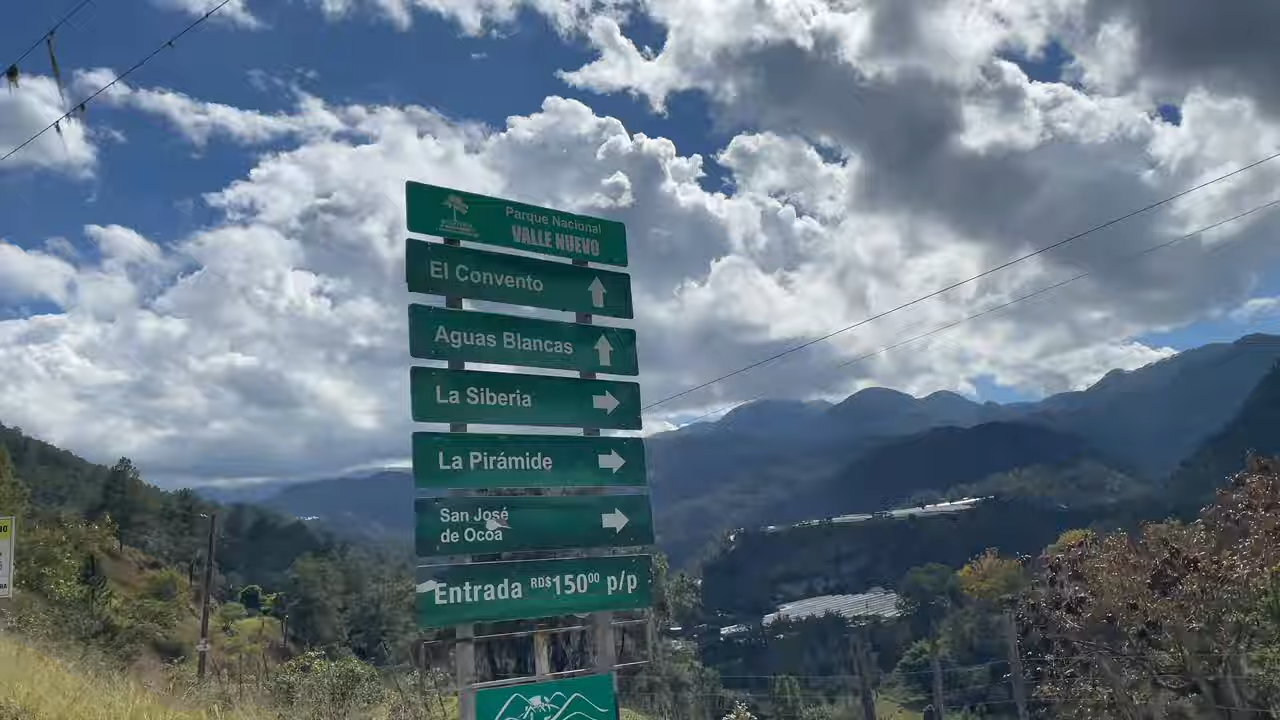 Parque Nacional
VALLE NUEVO
El Convento
Aguas Blancas
La Siberia
La Pirámide
San José
de Ocoa
Entrada RD$150⁰⁰ p/p